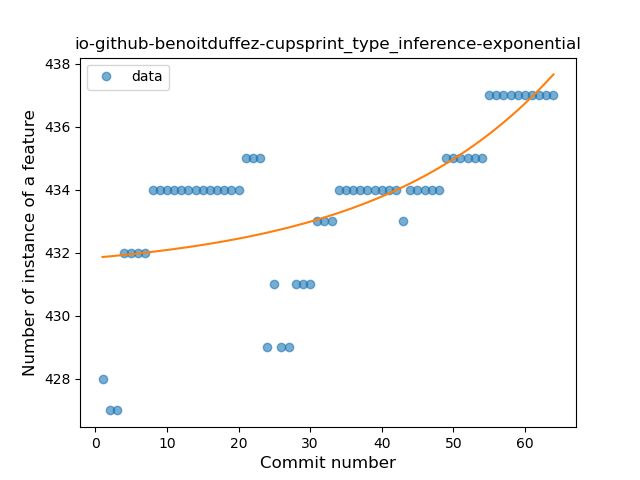 io-github-benoitduffez-cupsprint_type_inference-exponential
data
Number of instance of a feature
438
436
434
432
430
428
0 10 20 30 40 50 60
Commit number